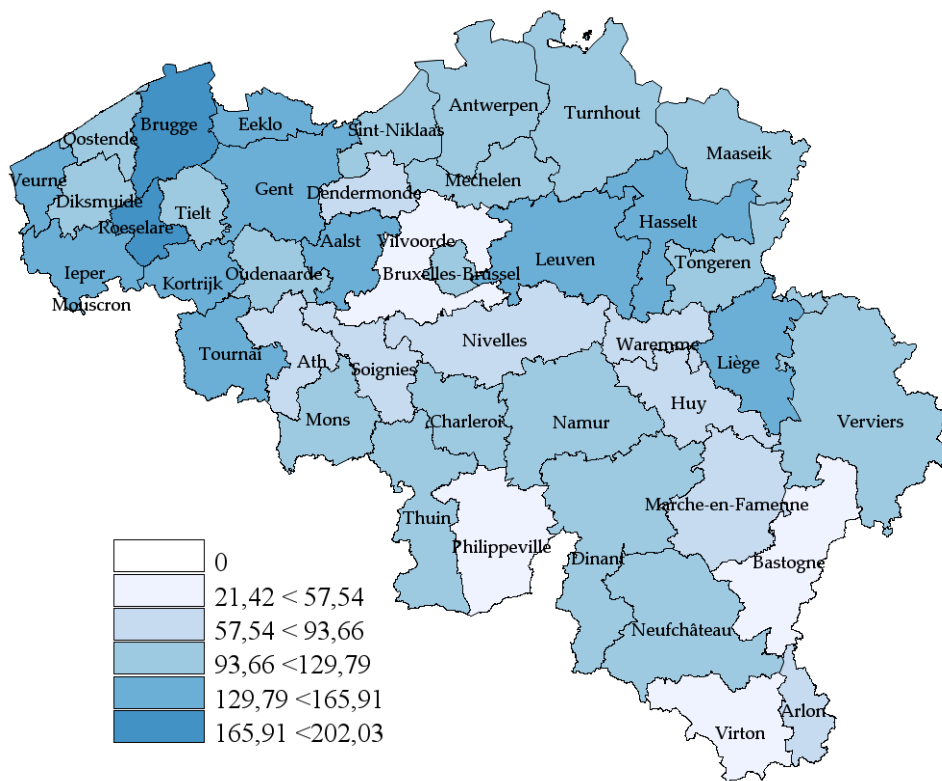 Antwerpen
Turnhout
Brugge
Eeklo
Sint-Niklaas
Oostende
Maaseik
Veurne
Gent
Mechelen
Dendermonde
Diksmuide
Tielt
Hasselt
Roeselare
Aalst
Vilvoorde
Leuven
Tongeren
Ieper
Kortrijk
Oudenaarde
Bruxelles-Brussel
Mouscron
Tournai
Nivelles
Waremme
Ath
Soignies
Liège
Huy
Mons
Charleroi
Namur
Verviers
Marche-en-Famenne
Thuin
Philippeville
Dinant
Bastogne
Neufchâteau
Arlon
Virton
0
21,42 < 57,54
57,54 < 93,66
93,66 <129,79
129,79 <165,91
165,91 <202,03